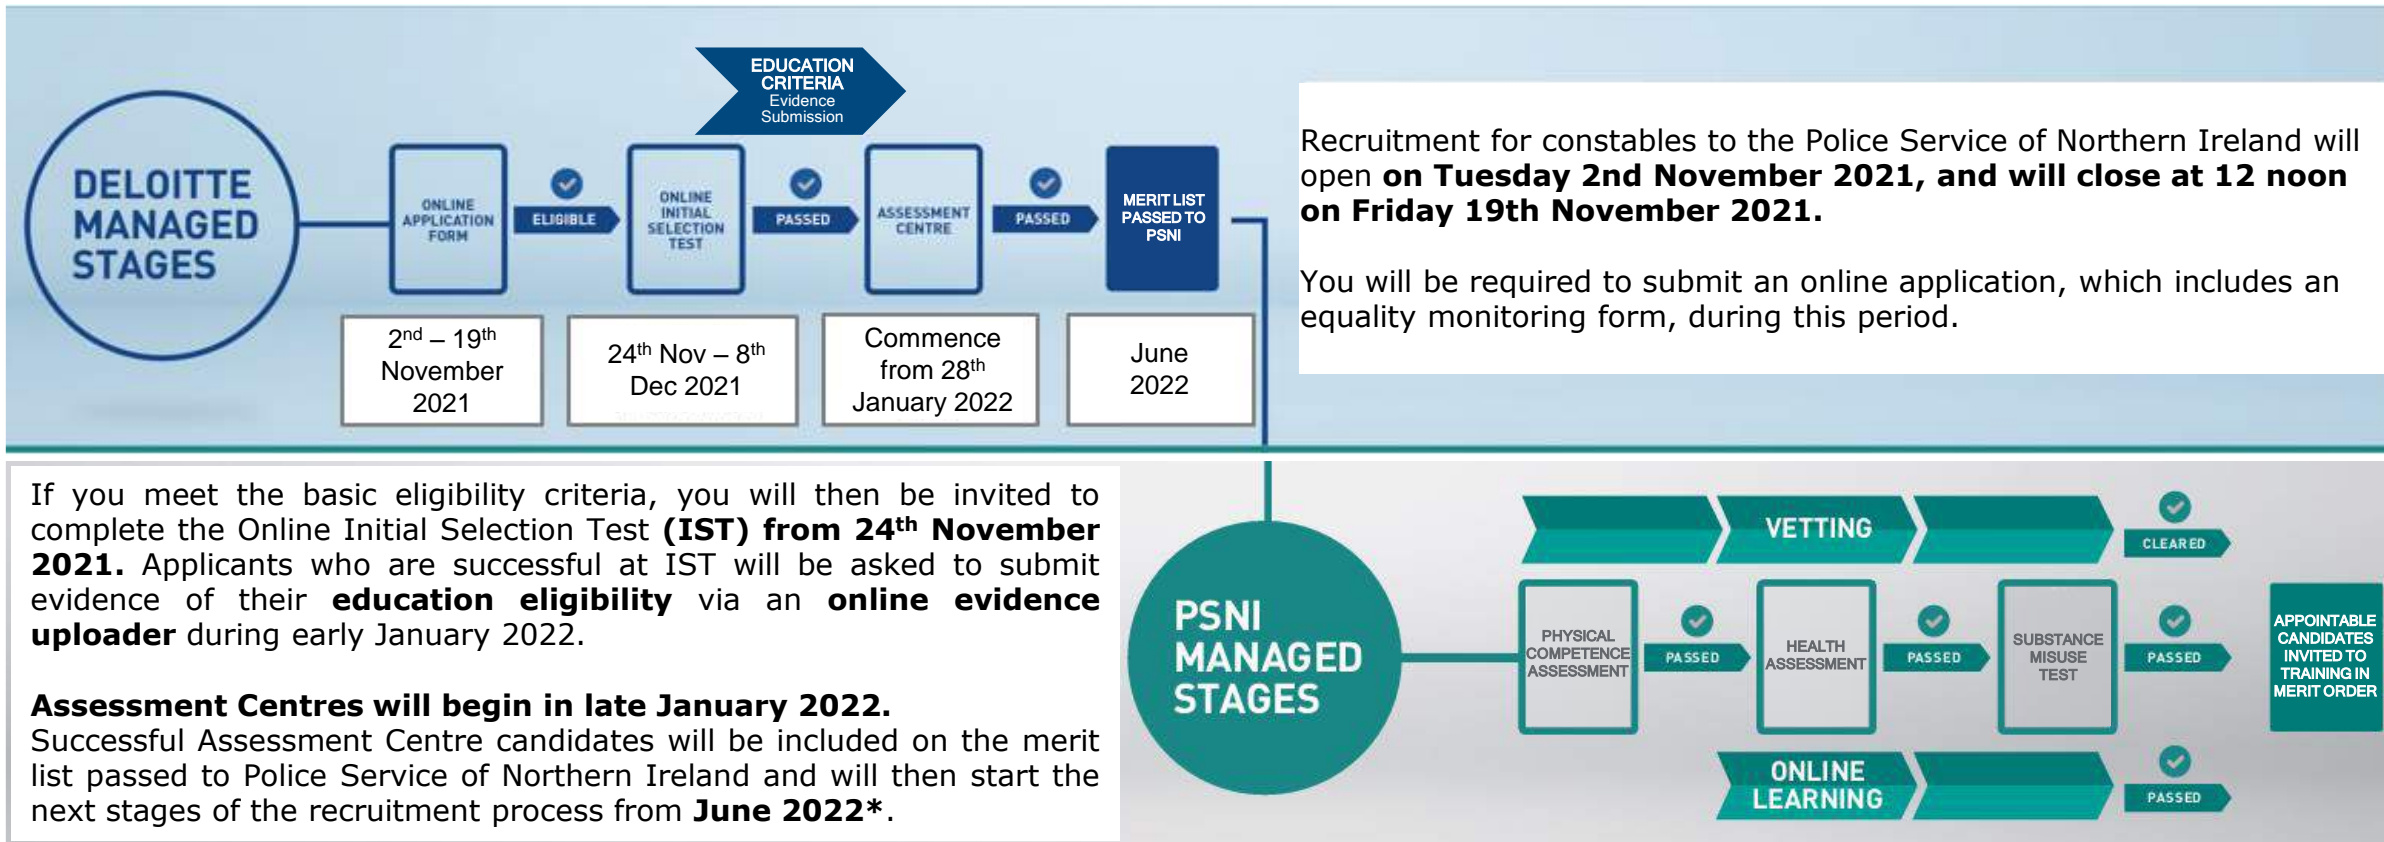 EDUCATION
CRITERIA
Evidence
Submission
DELOITTE
MANAGED
STAGES
ONLINE
APPLICATION
FORM
ELIGIBLE
ONLINE
INITIAL
SELECTION
TEST
PASSED
ASSESSMENT
CENTRE
PASSED
MERIT LIST
PASSED TO
PSNI
2nd – 19th
November
2021
24th Nov – 8th
Dec 2021
Commence
from 28th
January 2022
June
2022
Recruitment for constables to the Police Service of Northern Ireland will
open on Tuesday 2nd November 2021, and will close at 12 noon
on Friday 19th November 2021.
You will be required to submit an online application, which includes an
equality monitoring form, during this period.
If you meet the basic eligibility criteria, you will then be invited to
complete the Online Initial Selection Test (IST) from 24th November
2021. Applicants who are successful at IST will be asked to submit
evidence of their education eligibility via an online evidence
uploader during early January 2022.
Assessment Centres will begin in late January 2022.
Successful Assessment Centre candidates will be included on the merit
list passed to Police Service of Northern Ireland and will then start the
next stages of the recruitment process from June 2022*.
PSNI
MANAGED
STAGES
VETTING
CLEARED
PHYSICAL
COMPETENCE
ASSESSMENT
PASSED
HEALTH
ASSESSMENT
PASSED
SUBSTANCE
MISUSE
TEST
PASSED
APPOINTABLE
CANDIDATES
INVITED TO
TRAINING IN
MERIT ORDER
ONLINE
LEARNING
PASSED